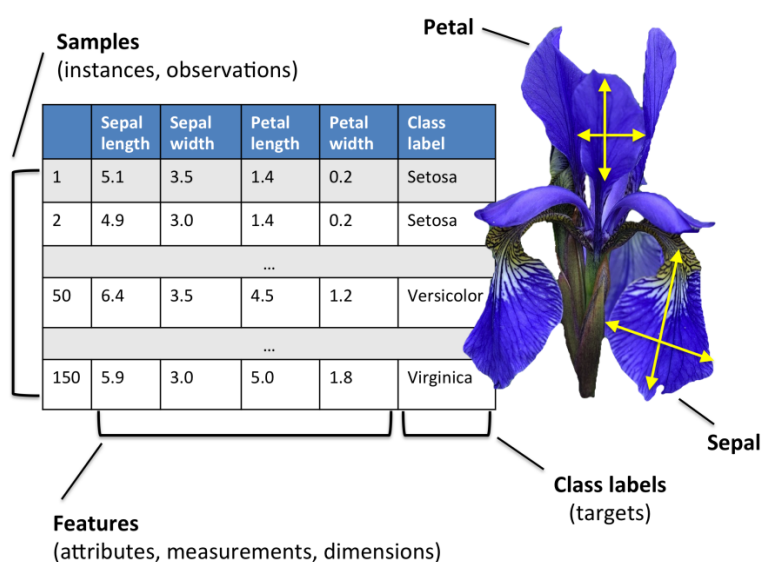 Samples
(instances, observations)
Petal
Sepal length Sepal width Petal length Petal width Class label
1 5.1 3.5 1.4 0.2 Setosa
2 4.9 3.0 1.4 0.2 Setosa
...
50 6.4 3.5 4.5 1.2 Versicolor
...
150 5.9 3.0 5.0 1.8 Virginica
Sepal
Class labels
(targets)
Features
(attributes, measurements, dimensions)